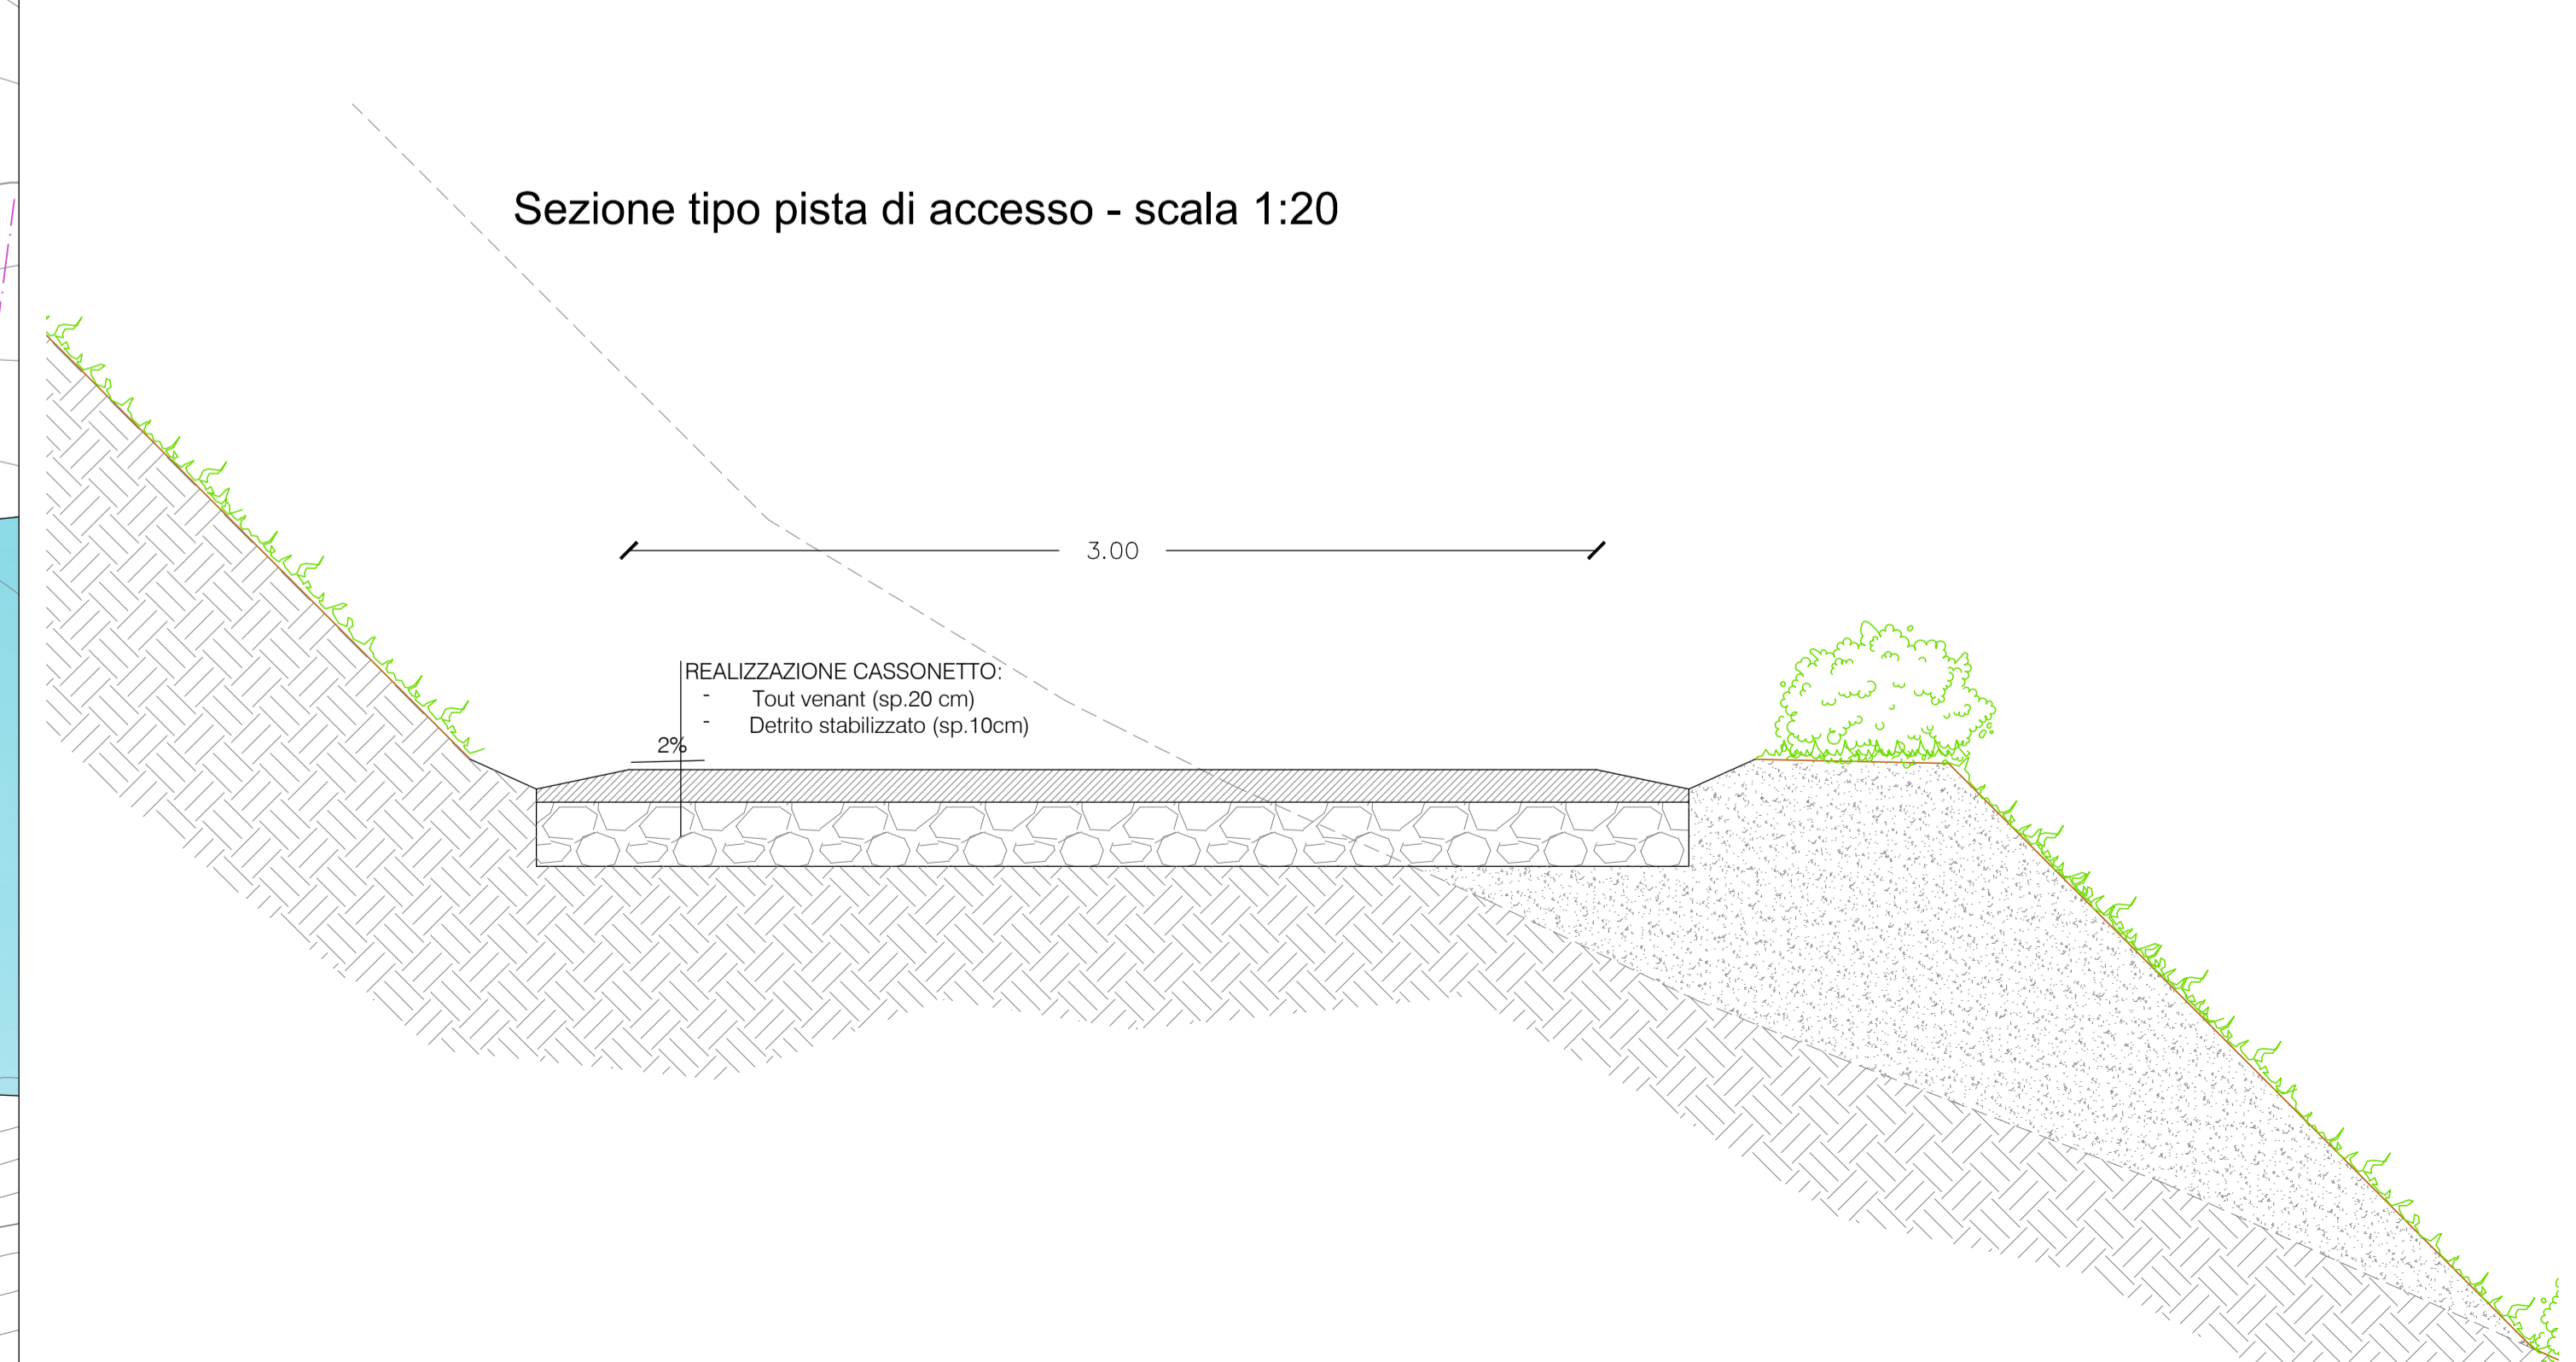 Sezione tipo pista di accesso - scala 1:20
3.00
REALIZZAZIONE CASSONETTO:
- Tout venant (sp.20 cm)
- Detrito stabilizzato (sp.10cm)
2%